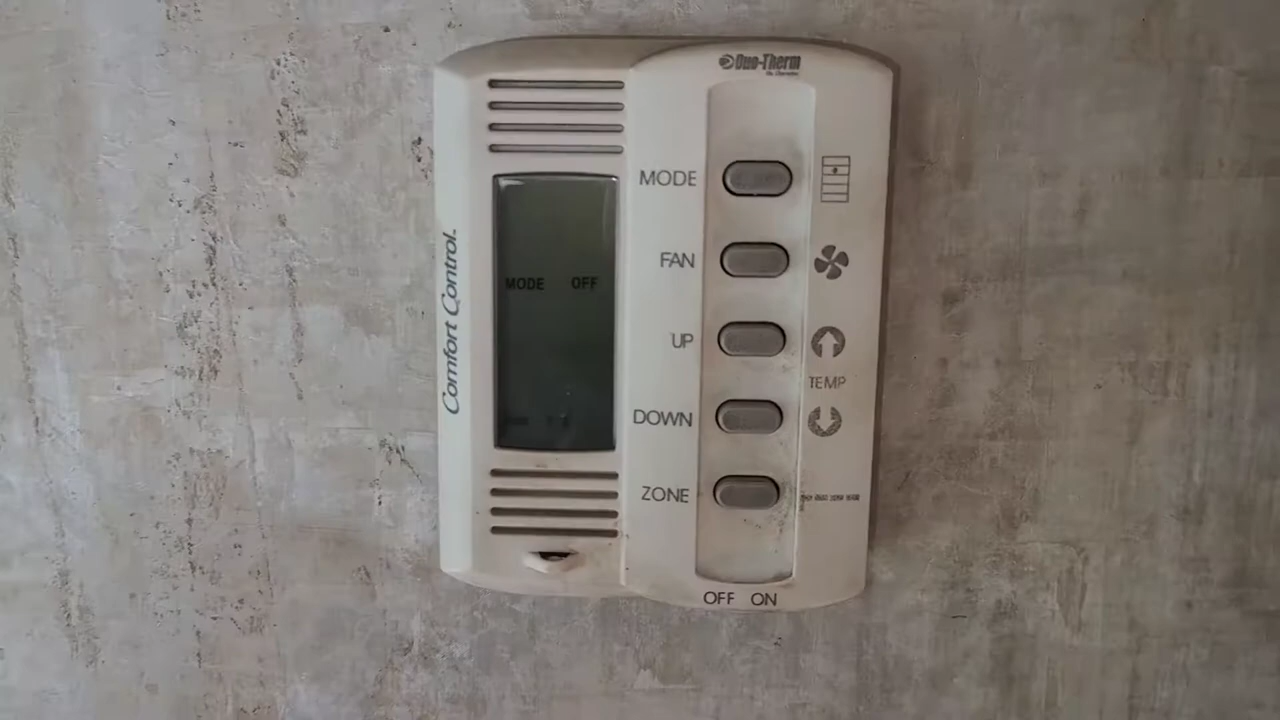 Duo-Therm
MODE
FAN
MODE OFF
UP
TEMP
DOWN
ZONE
Comfort Control
OFF ON